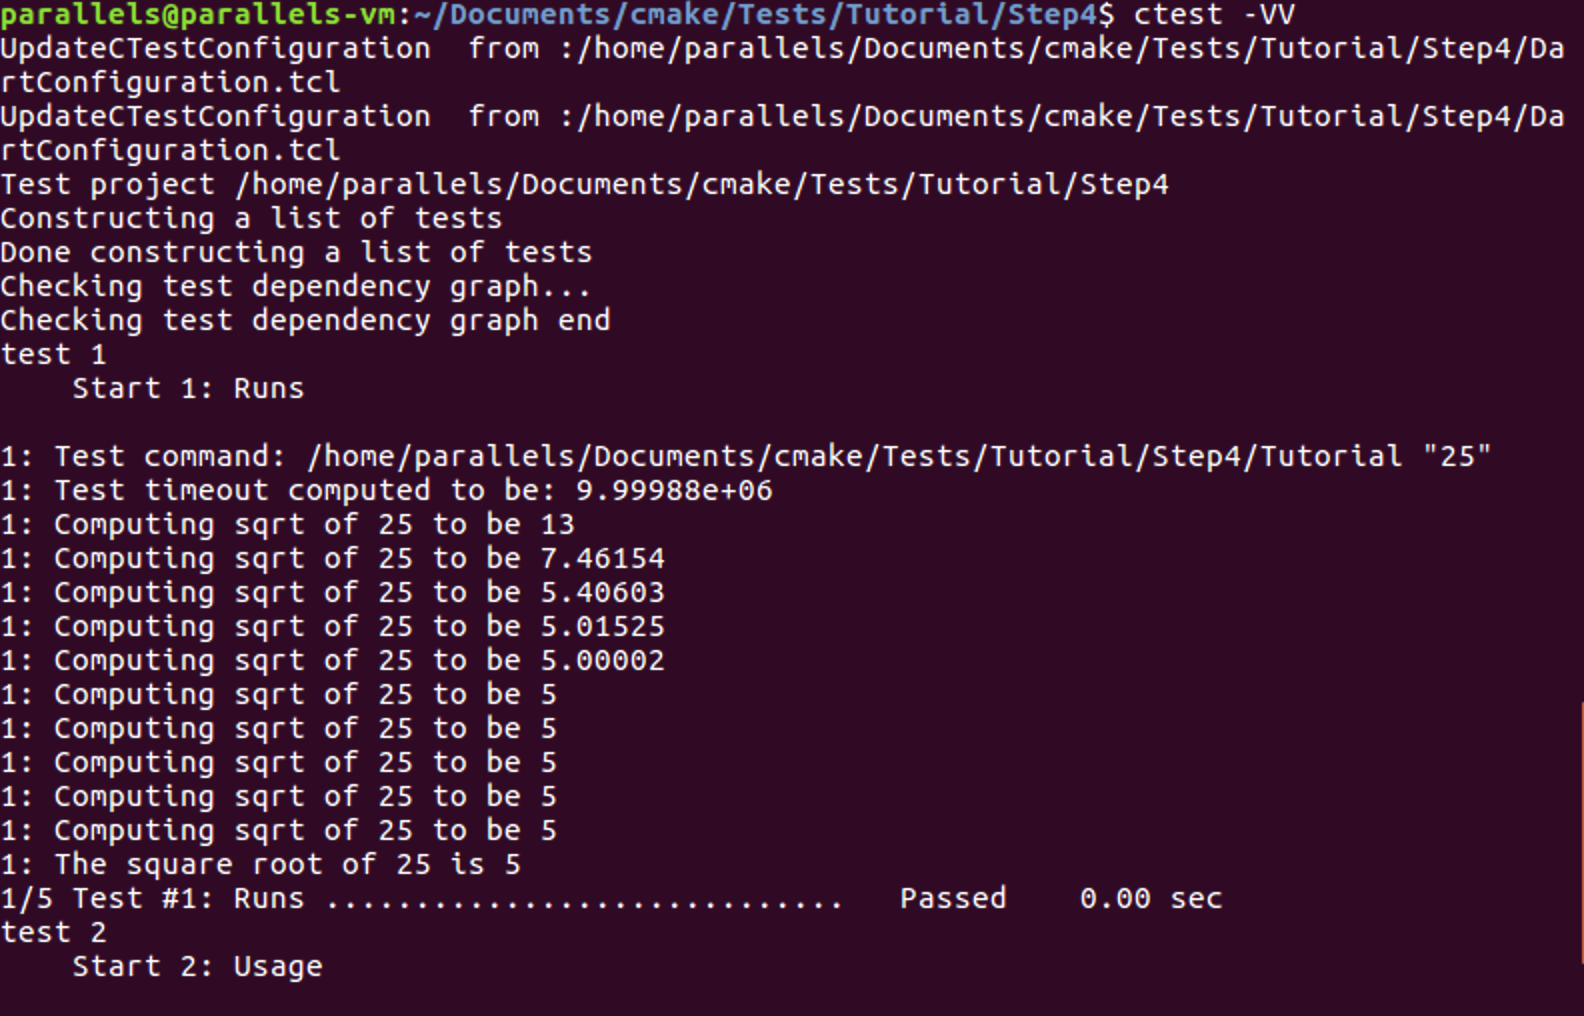 parallels@parallels-vm:~/Documents/cmake/Tests/Tutorial/Step4$ ctest -VV
UpdateCTestConfiguration  from :/home/parallels/Documents/cmake/Tests/Tutorial/Step4/Da
rtConfiguration.tcl
UpdateCTestConfiguration  from :/home/parallels/Documents/cmake/Tests/Tutorial/Step4/Da
rtConfiguration.tcl
Test project /home/parallels/Documents/cmake/Tests/Tutorial/Step4
Constructing a list of tests
Done constructing a list of tests
Checking test dependency graph...
Checking test dependency graph end
test 1
    Start 1: Runs

1: Test command: /home/parallels/Documents/cmake/Tests/Tutorial/Step4/Tutorial "25"
1: Test timeout computed to be: 9.99988e+06
1: Computing sqrt of 25 to be 13
1: Computing sqrt of 25 to be 7.46154
1: Computing sqrt of 25 to be 5.40603
1: Computing sqrt of 25 to be 5.01525
1: Computing sqrt of 25 to be 5.00002
1: Computing sqrt of 25 to be 5
1: Computing sqrt of 25 to be 5
1: Computing sqrt of 25 to be 5
1: Computing sqrt of 25 to be 5
1: Computing sqrt of 25 to be 5
1: The square root of 25 is 5
1/5 Test #1: Runs .............................   Passed    0.00 sec
test 2
    Start 2: Usage